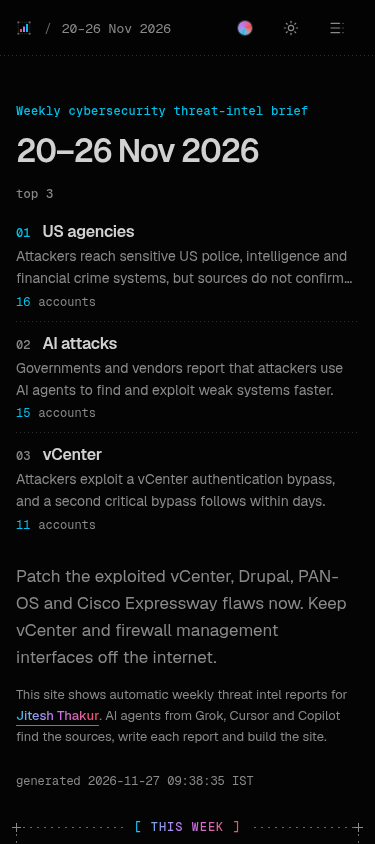 / 20–26 Nov 2026
Weekly cybersecurity threat-intel brief
20–26 Nov 2026
top 3
01 US agencies
Attackers reach sensitive US police, intelligence and
financial crime systems, but sources do not confirm…
16 accounts
02 AI attacks
Governments and vendors report that attackers use
AI agents to find and exploit weak systems faster.
15 accounts
03 vCenter
Attackers exploit a vCenter authentication bypass,
and a second critical bypass follows within days.
11 accounts
Patch the exploited vCenter, Drupal, PAN-
OS and Cisco Expressway flaws now. Keep
vCenter and firewall management
interfaces off the internet.
This site shows automatic weekly threat intel reports for
Jitesh Thakur. AI agents from Grok, Cursor and Copilot
find the sources, write each report and build the site.
generated 2026-11-27 09:38:35 IST
[ THIS WEEK ]